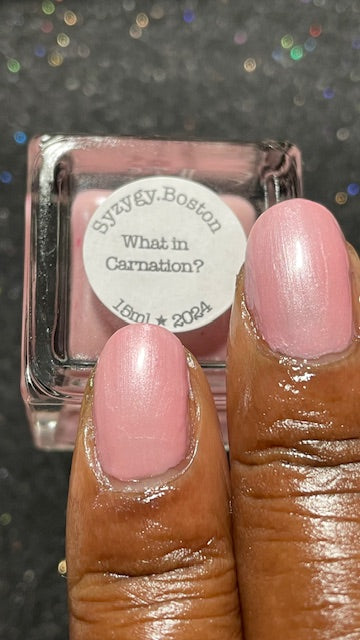 Syzygy.Boston
What in
Carnation?
15ml ★ 2024